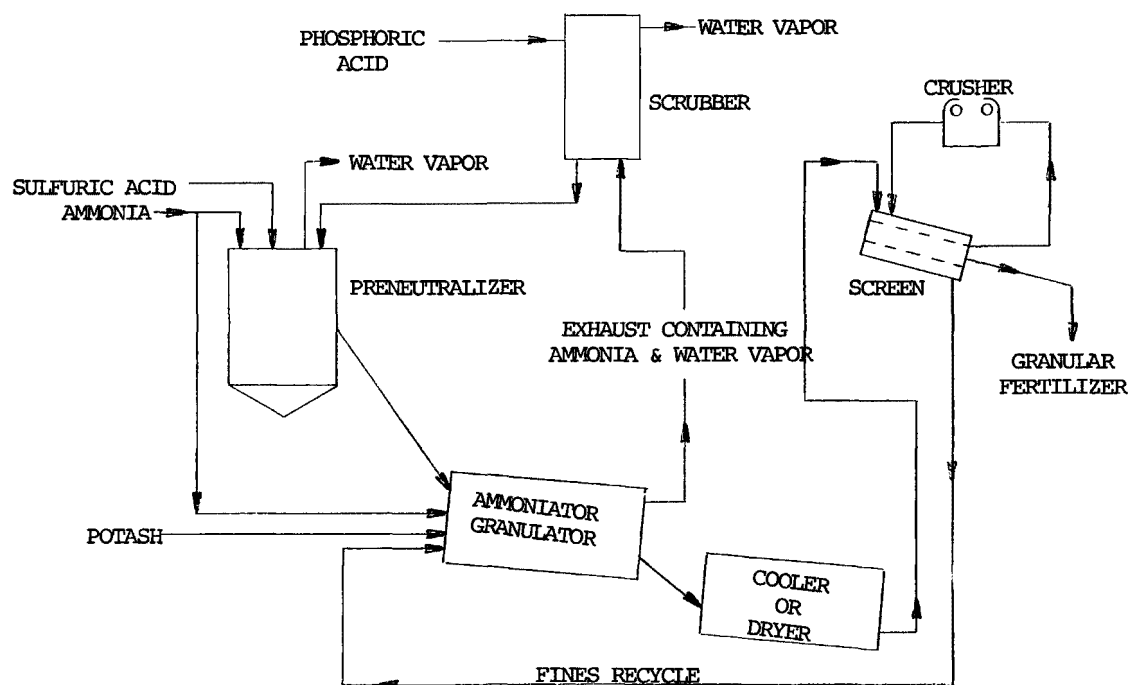 WATER VAPOR
PHOSPHORIC
ACID
CRUSHER
SCRUBBER
WATER VAPOR
SULFURIC ACID
AMMONIA
PRENEUTRALIZER
SCREEN
EXHAUST CONTAINING
AMMONIA & WATER VAPOR
GRANULAR
FERTILIZER
AMMONIATOR
GRANULATOR
POTASH
COOLER
OR
DRYER
FINES RECYCLE